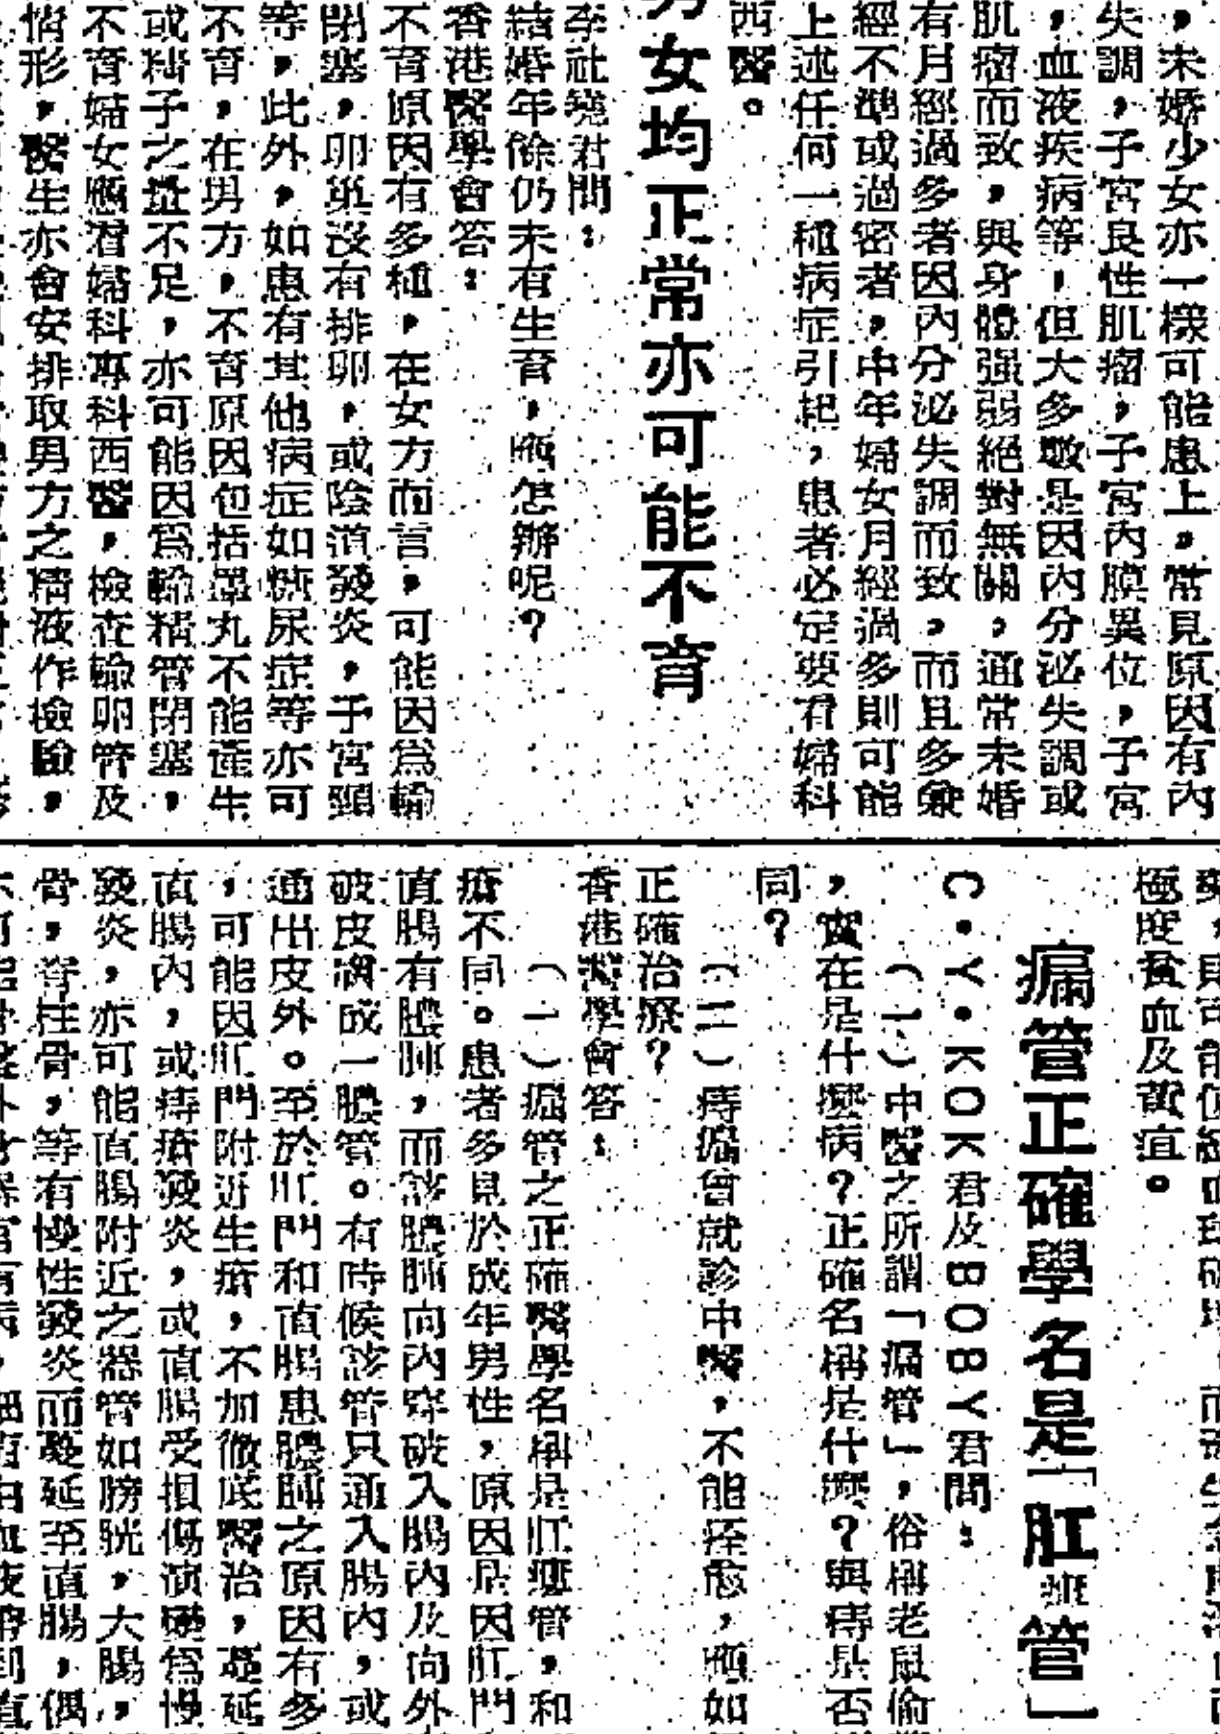 ，未婚少女亦一樣可能患上，常見原因有內
失調，子宮良性肌瘤，子宮內膜異位，子宮
，血液疾病等，但大多數是因內分泌失調或
肌瘤而致，與身體强弱絕對無關，通常未婚
有月經過多者因內分泌失調而致，而且多兼
經不準或過密者，中年婦女月經過多則可能
上述任何一種病症引起，患者必定要看婦科
西醫。
男女均正常亦可能不育
李社堯君問：
結婚年餘仍未有生育，應怎辦呢？
香港醫學會答：
不育原因有多種，在女方而言，可能因爲輸
閉塞，卵巢沒有排卵，或陰道發炎，子宮頸
等，此外，如患有其他病症如糖尿症等亦可
不育，在男方，不育原因包括睪丸不能產生
或精子之量不足，亦可能因爲輸精管閉塞，
不育婦女應看婦科專科西醫，檢查輸卵管及
情形，醫生亦會安排取男方之精液作檢驗，
極度貧血及黃疸。
瘺管正確學名是「肛瘻管」
C．Y．KOK君及BOBY君問：
（一）中醫之所謂「瘺管」，俗稱老鼠偷
，實在是什麼病？正確名稱是什麼？與痔是否
同？
（二）痔瘺曾就診中醫，不能痊愈，應如
正確治療？
香港醫學會答：
（一）瘺管之正確醫學名稱是肛瘻管，和
瘡不同。患者多見於成年男性，原因是因肛門
直腸有膿腫，而該膿腫向內穿破入腸內及向外
破皮演成一膿管。有時候該管只通入腸內，或
通出皮外。至於肛門和直腸患膿腫之原因有多
，可能因肛門附近生瘡，不加徹底醫治，蔓延
直腸內，或痔瘡發炎，或直腸受損傷演變爲慢
發炎，亦可能直腸附近之器管如膀胱，大腸，
骨，脊柱骨，等有慢性發炎而蔓延至直腸，偶